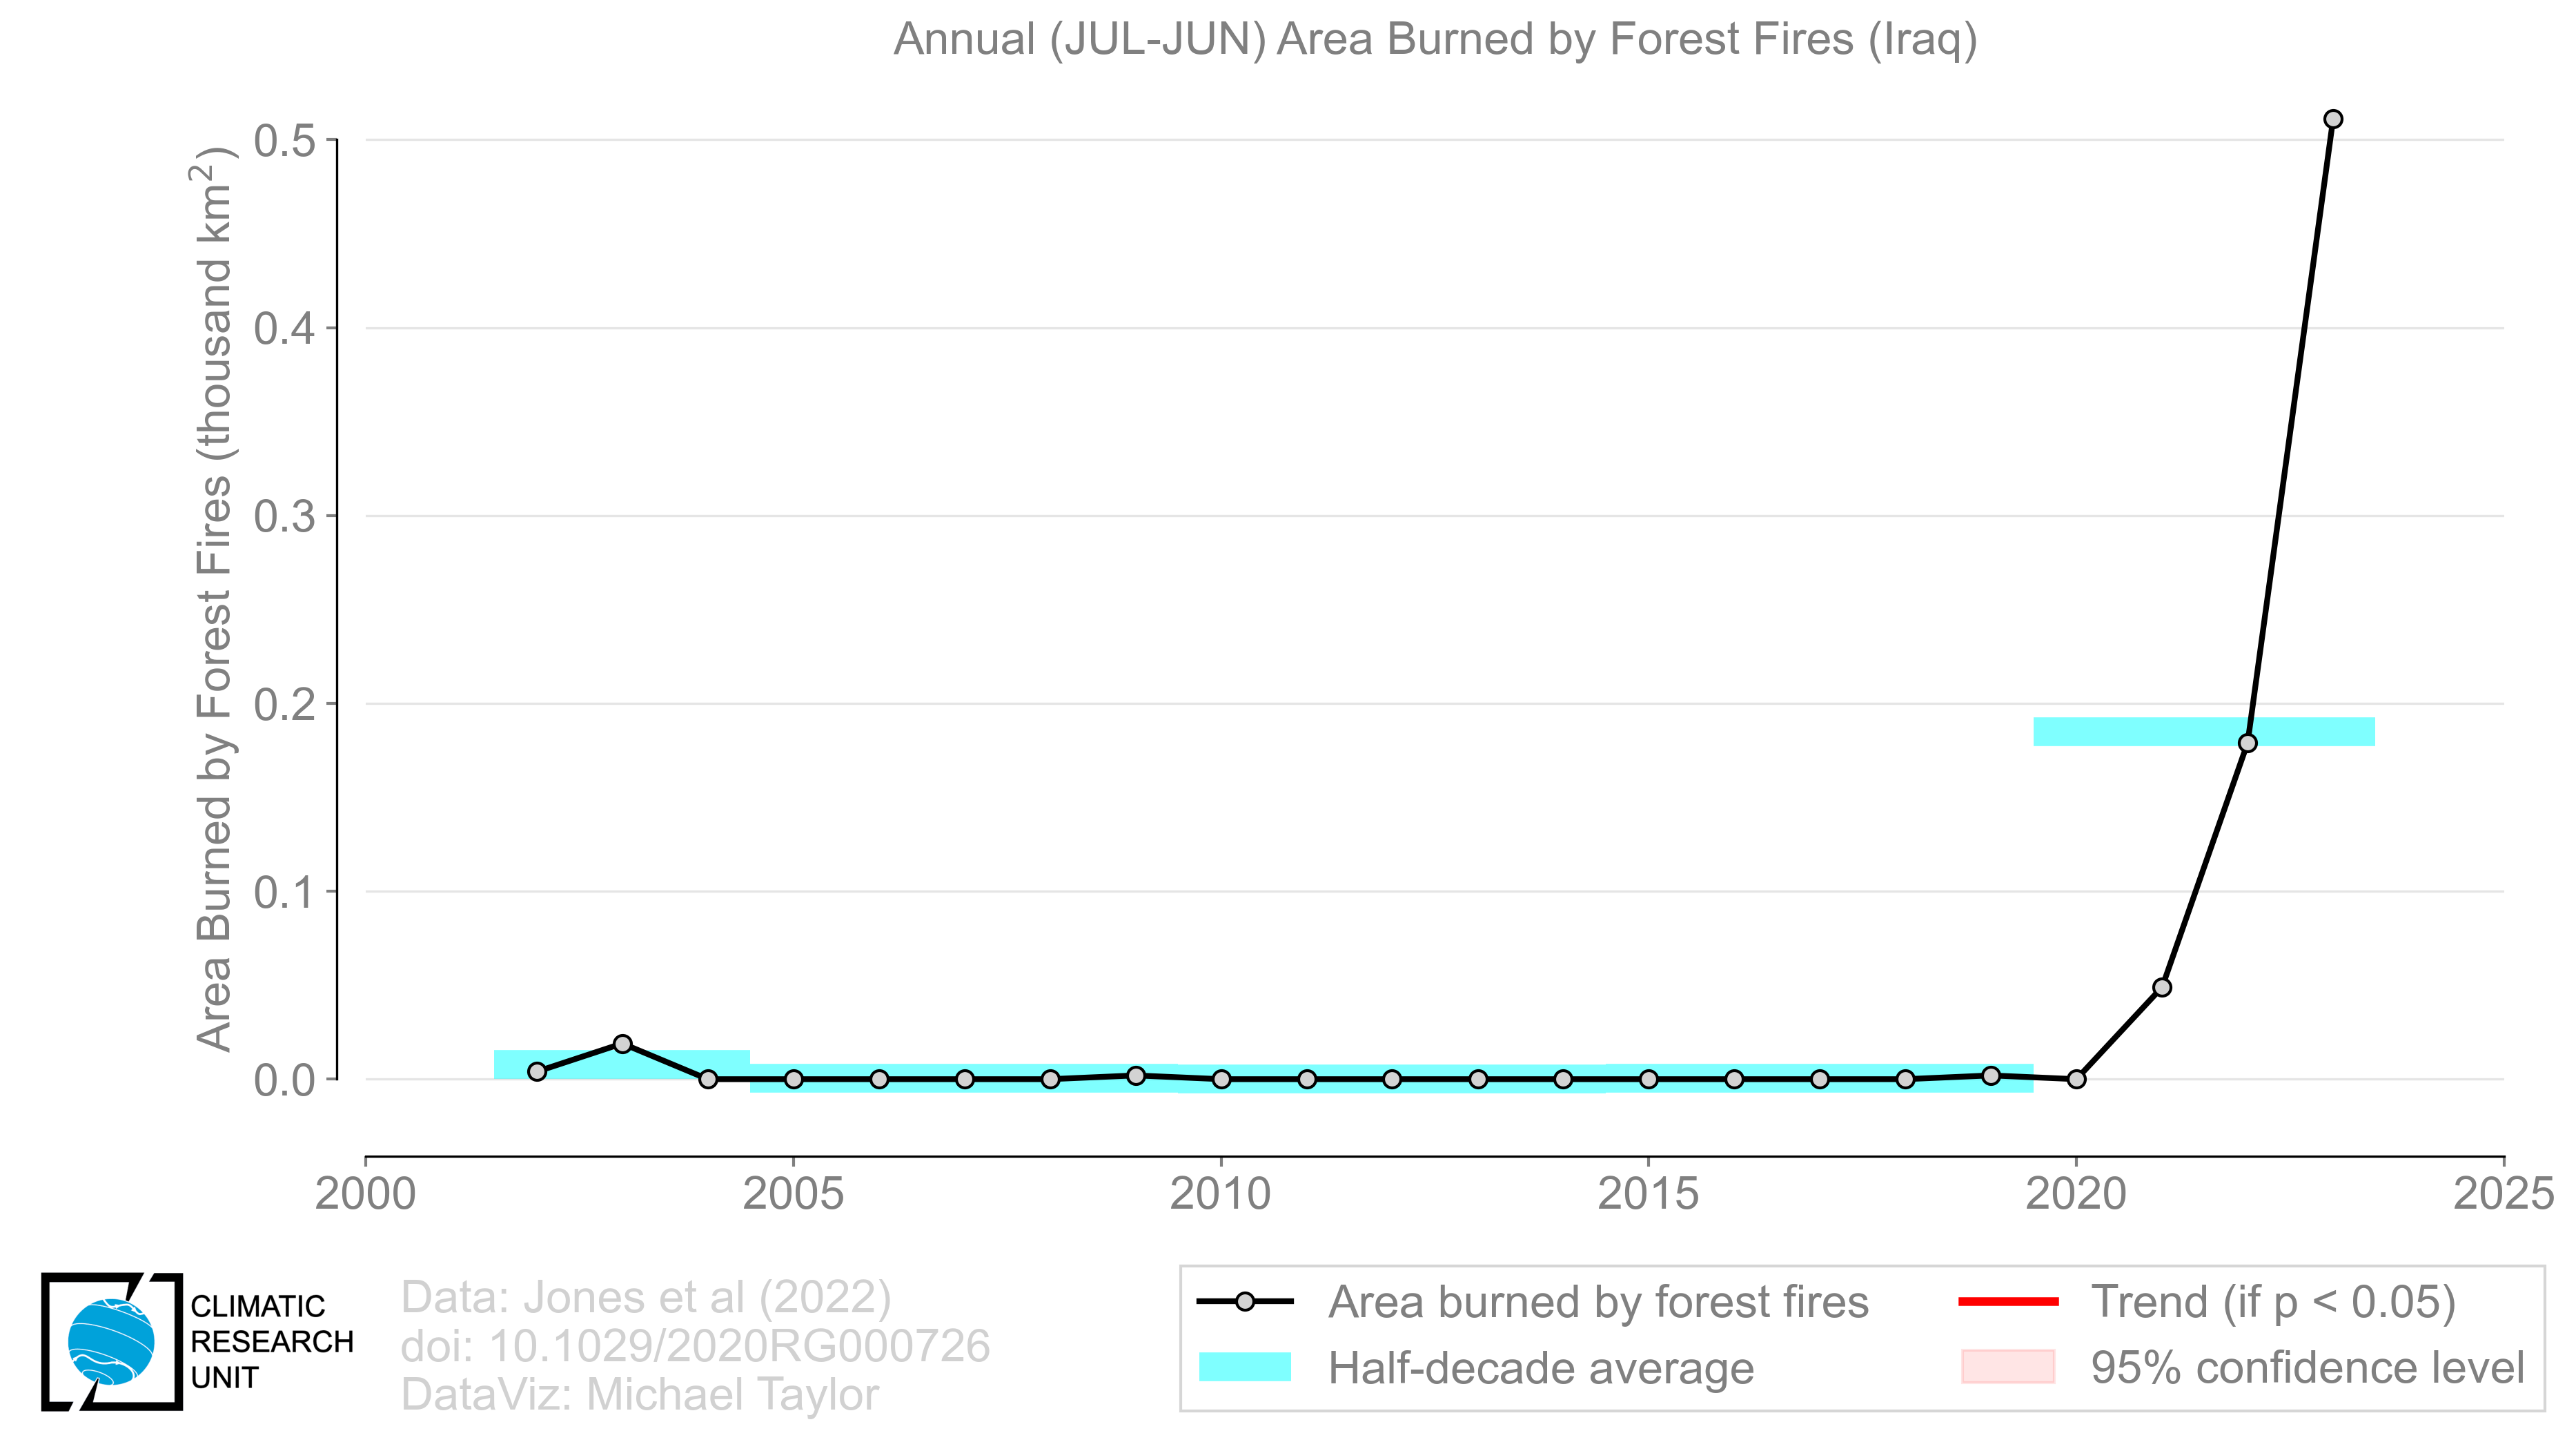 Annual (JUL-JUN) Area Burned by Forest Fires (Iraq)
Area Burned by Forest Fires (thousand km²)
0.5
0.4
0.3
0.2
0.1
0.0
2000 2005 2010 2015 2020 2025
CLIMATIC
RESEARCH
UNIT
Data: Jones et al (2022)
doi: 10.1029/2020RG000726
DataViz: Michael Taylor
Area burned by forest fires
Half-decade average
Trend (if p < 0.05)
95% confidence level